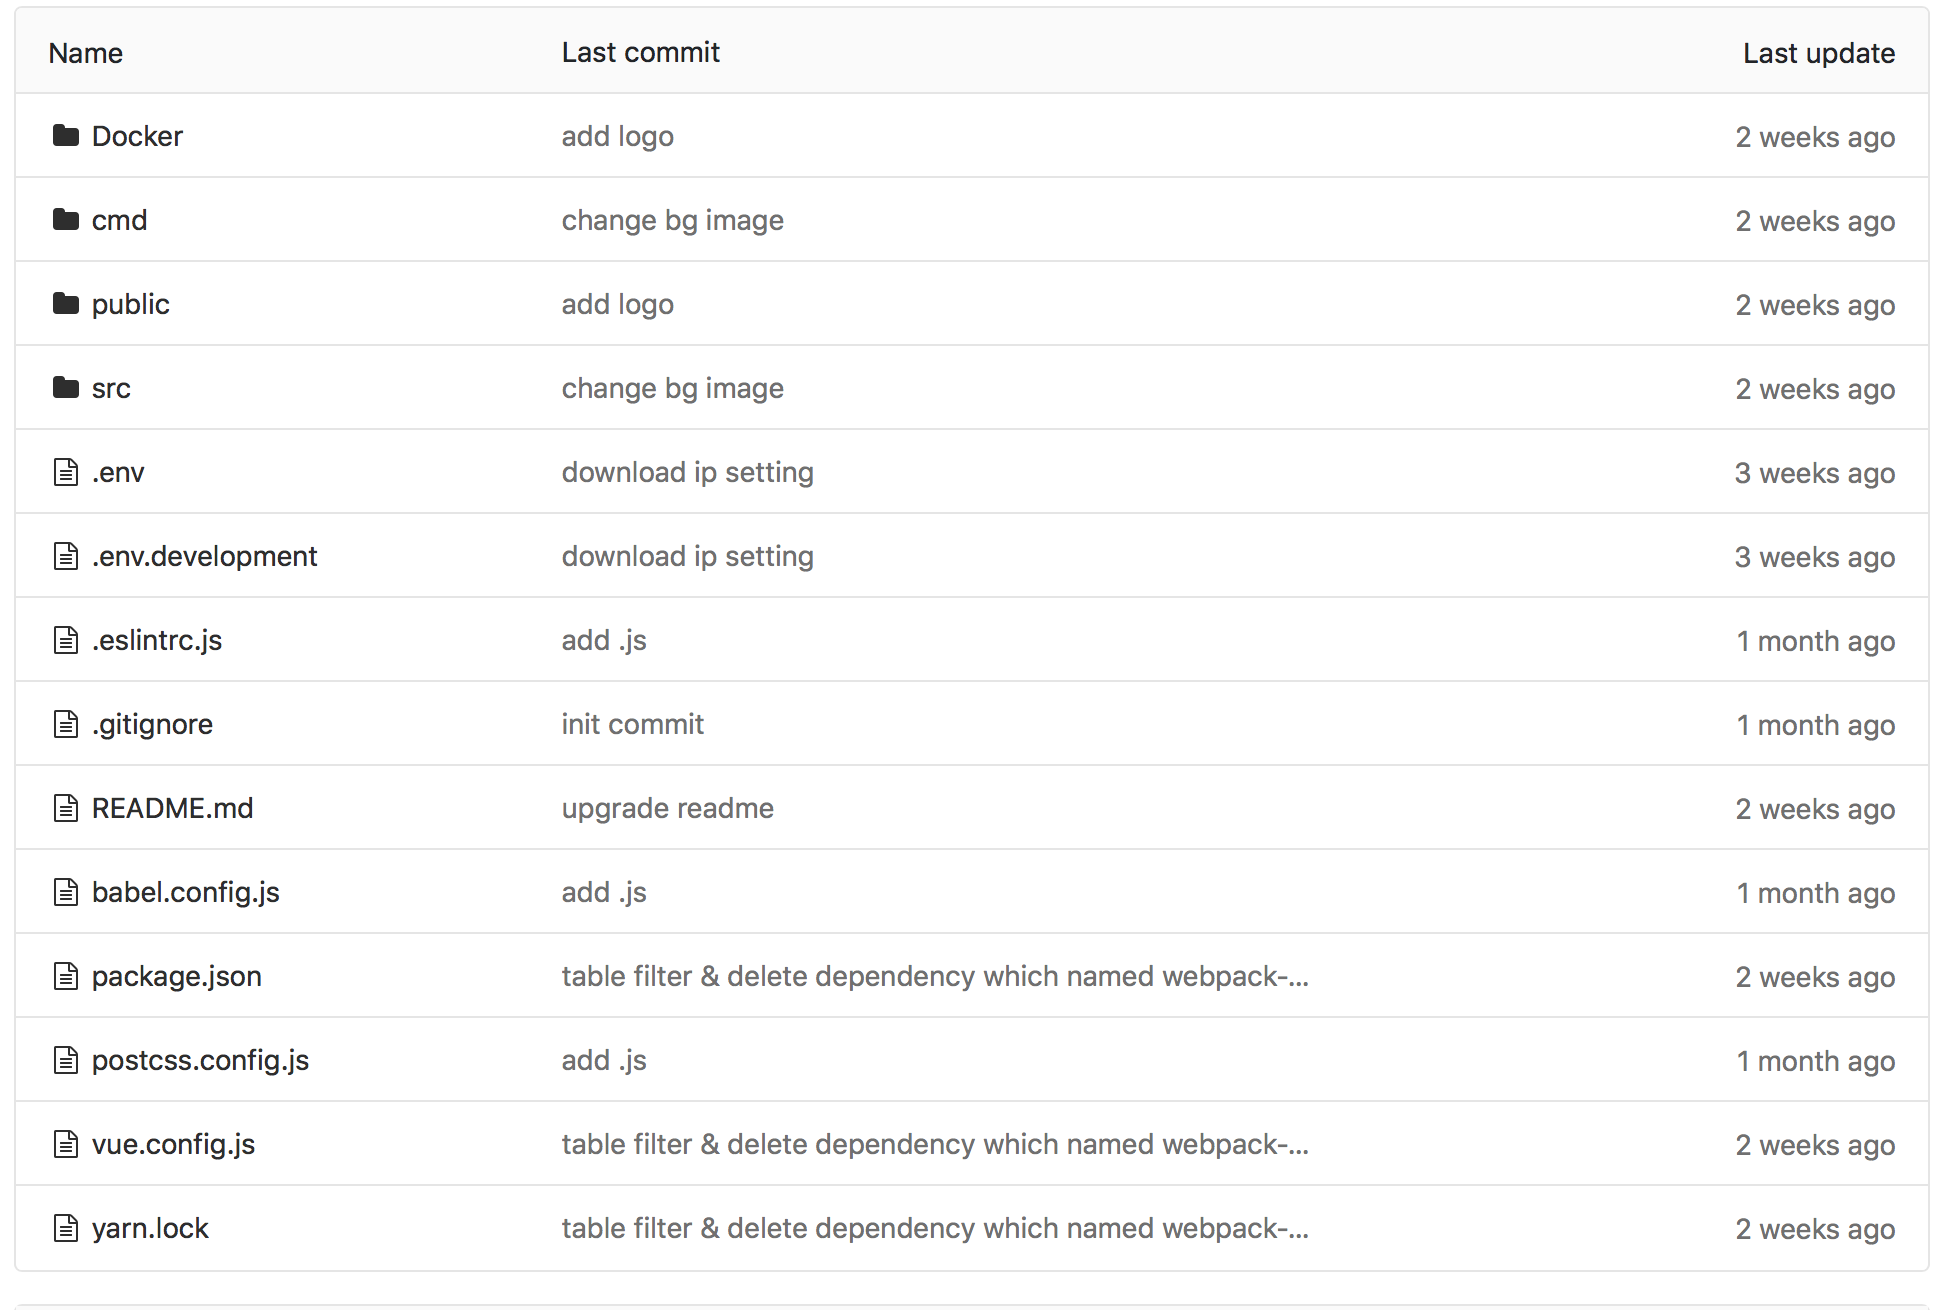 Name Last commit Last update
Docker add logo 2 weeks ago
cmd change bg image 2 weeks ago
public add logo 2 weeks ago
src change bg image 2 weeks ago
.env download ip setting 3 weeks ago
.env.development download ip setting 3 weeks ago
.eslintrc.js add .js 1 month ago
.gitignore init commit 1 month ago
README.md upgrade readme 2 weeks ago
babel.config.js add .js 1 month ago
package.json table filter & delete dependency which named webpack-... 2 weeks ago
postcss.config.js add .js 1 month ago
vue.config.js table filter & delete dependency which named webpack-... 2 weeks ago
yarn.lock table filter & delete dependency which named webpack-... 2 weeks ago